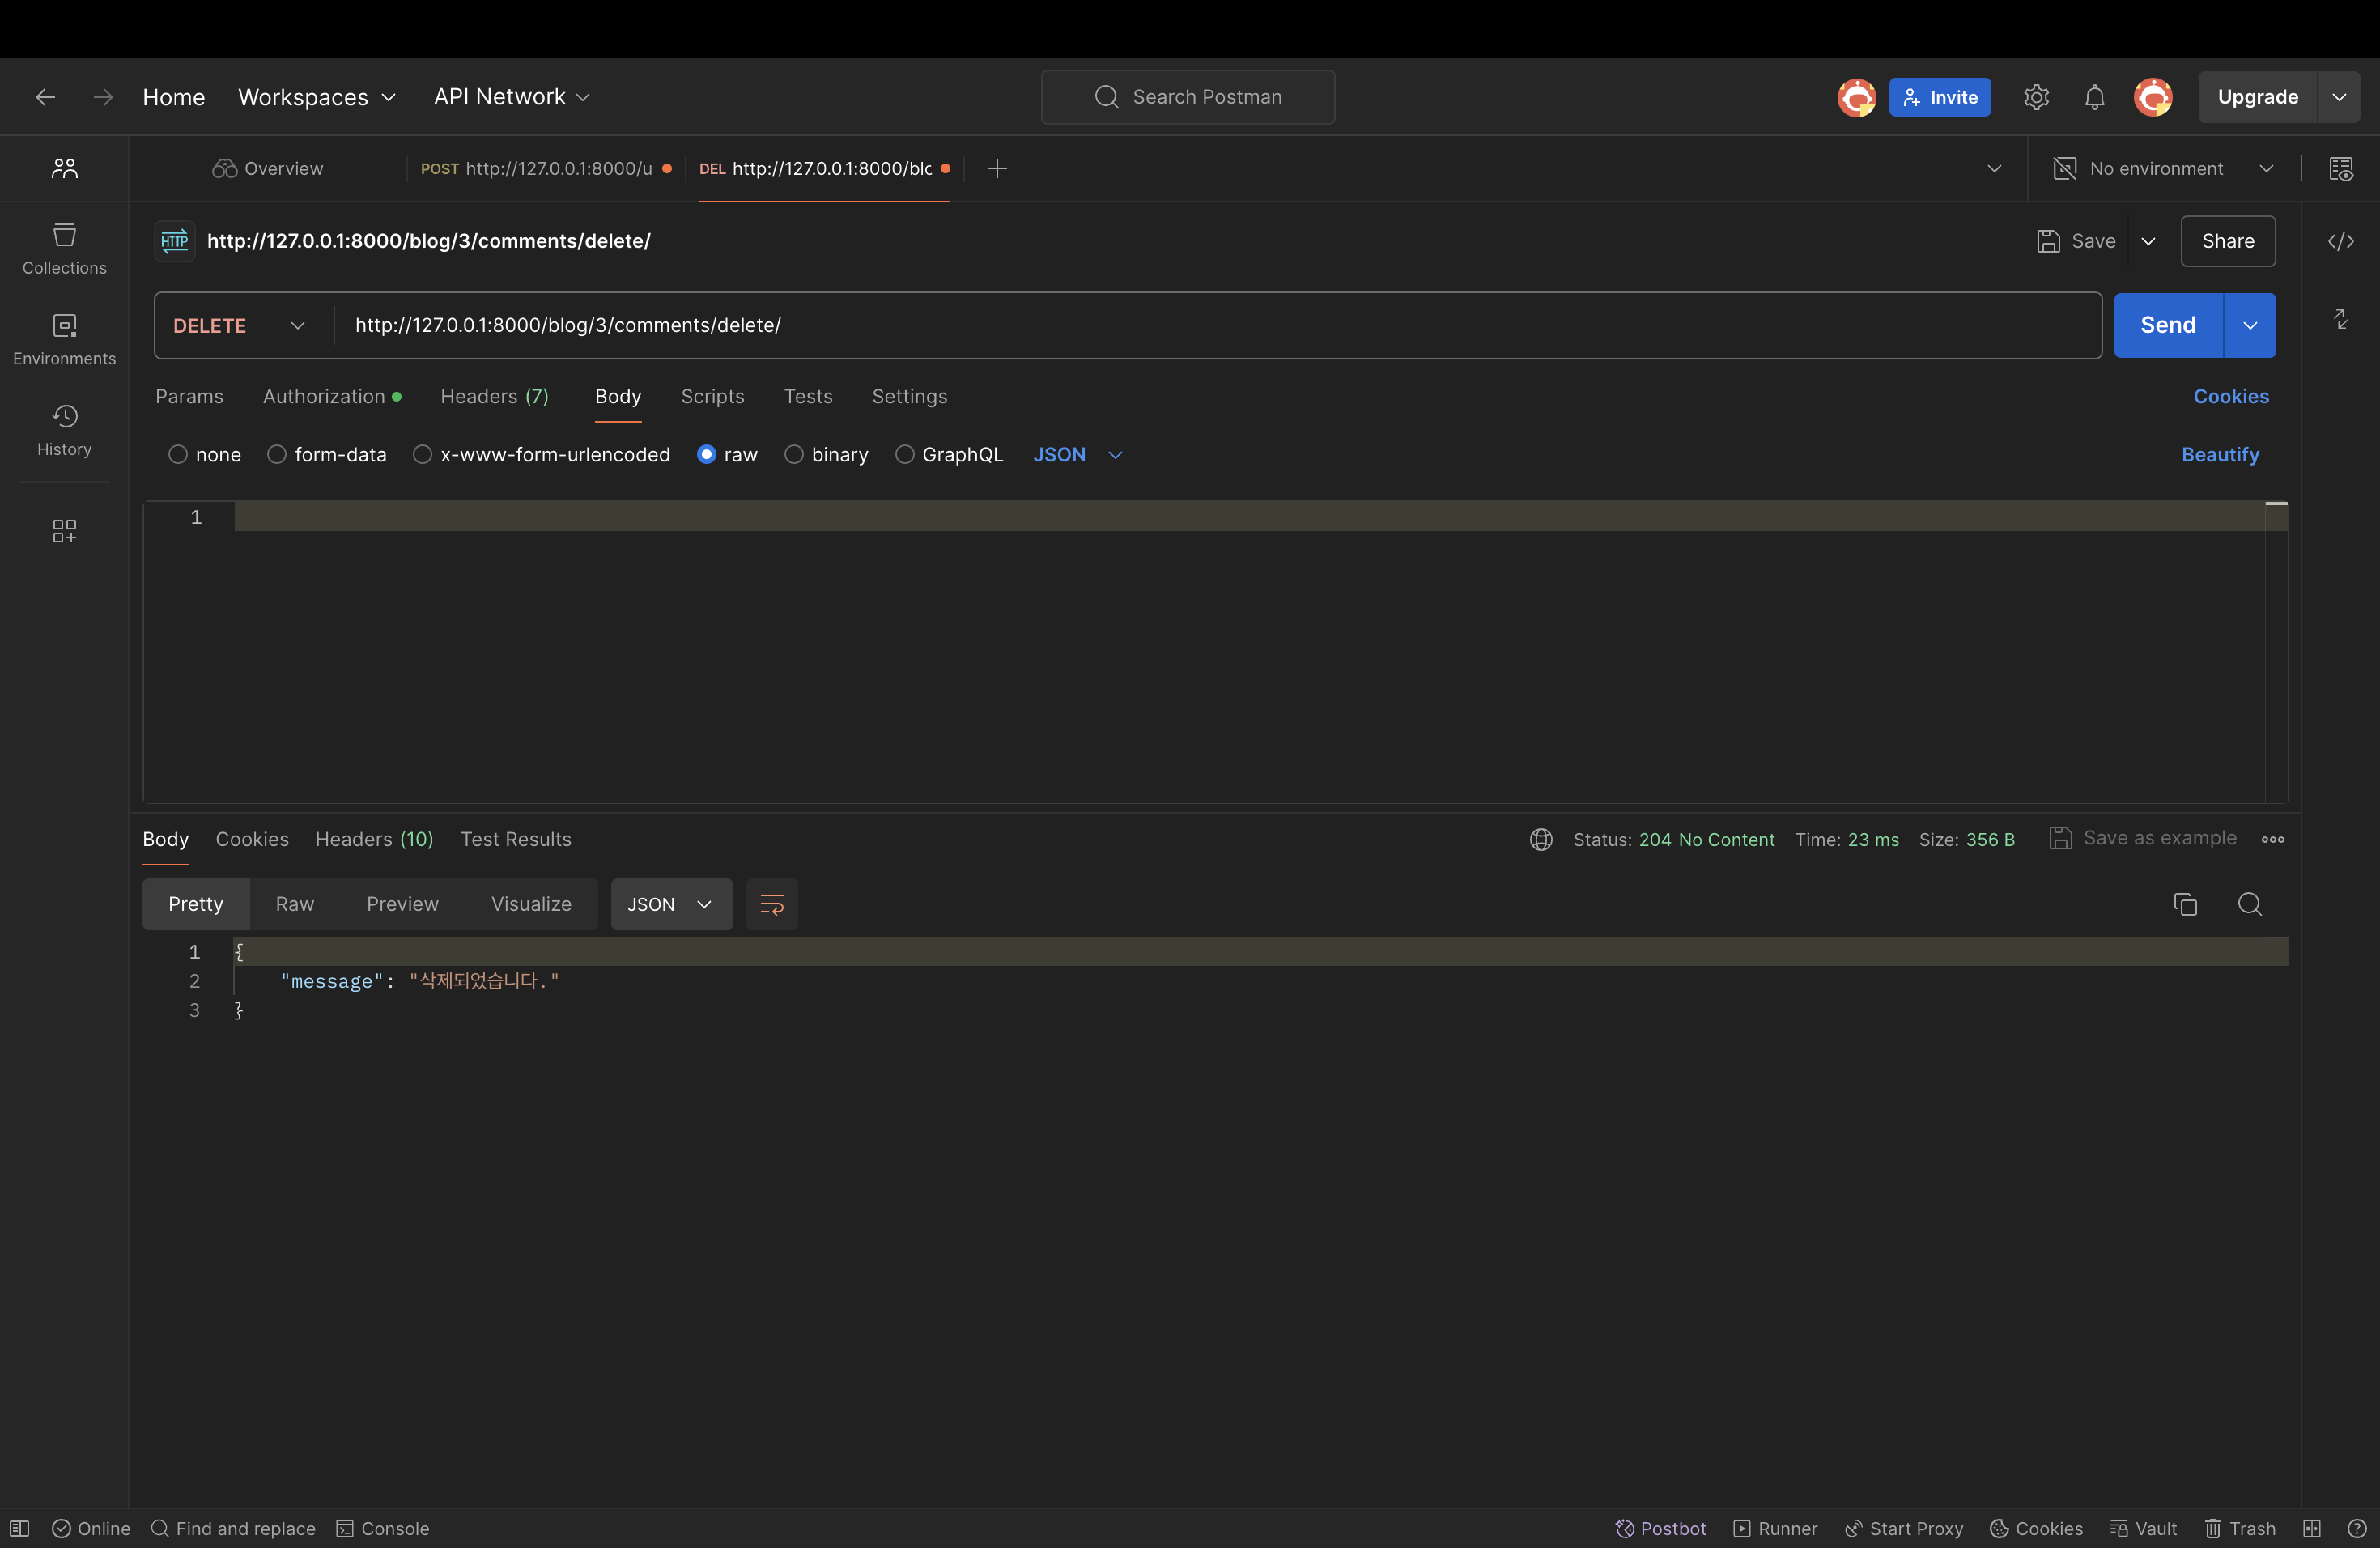 Home Workspaces API Network Search Postman Invite Upgrade
Overview POST http://127.0.0.1:8000/u DEL http://127.0.0.1:8000/blc No environment
HTTP http://127.0.0.1:8000/blog/3/comments/delete/ Save Share
Collections
DELETE http://127.0.0.1:8000/blog/3/comments/delete/ Send
Environments
Params Authorization Headers (7) Body Scripts Tests Settings Cookies
History
none form-data x-www-form-urlencoded raw binary GraphQL JSON Beautify
1
Body Cookies Headers (10) Test Results Status: 204 No Content Time: 23 ms Size: 356 B Save as example
Pretty Raw Preview Visualize JSON
1 {
2 "message": "삭제되었습니다."
3 }
Online Find and replace Console Postbot Runner Start Proxy Cookies Vault Trash